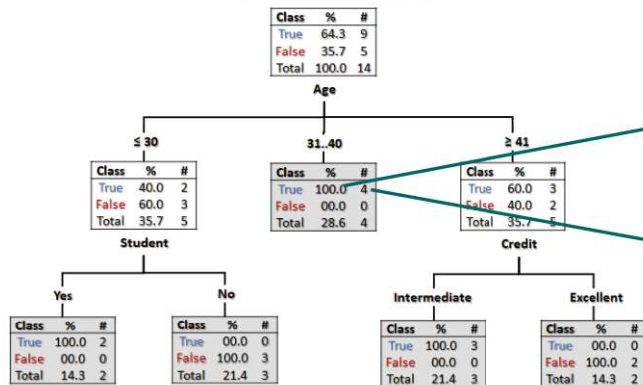 Class % #
True 64.3 9
False 35.7 5
Total 100.0 14
Age
≤ 30
31..40
≥ 41
Class % #
True 40.0 2
False 60.0 3
Total 35.7 5
Class % #
True 100.0 4
False 00.0 0
Total 28.6 4
Class % #
True 60.0 3
False 40.0 2
Total 35.7 5
Student
Credit
Yes
No
Intermediate
Excellent
Class % #
True 100.0 2
False 00.0 0
Total 14.3 2
Class % #
True 00.0 0
False 100.0 3
Total 21.4 3
Class % #
True 100.0 3
False 00.0 0
Total 21.4 3
Class % #
True 00.0 0
False 100.0 2
Total 14.3 2